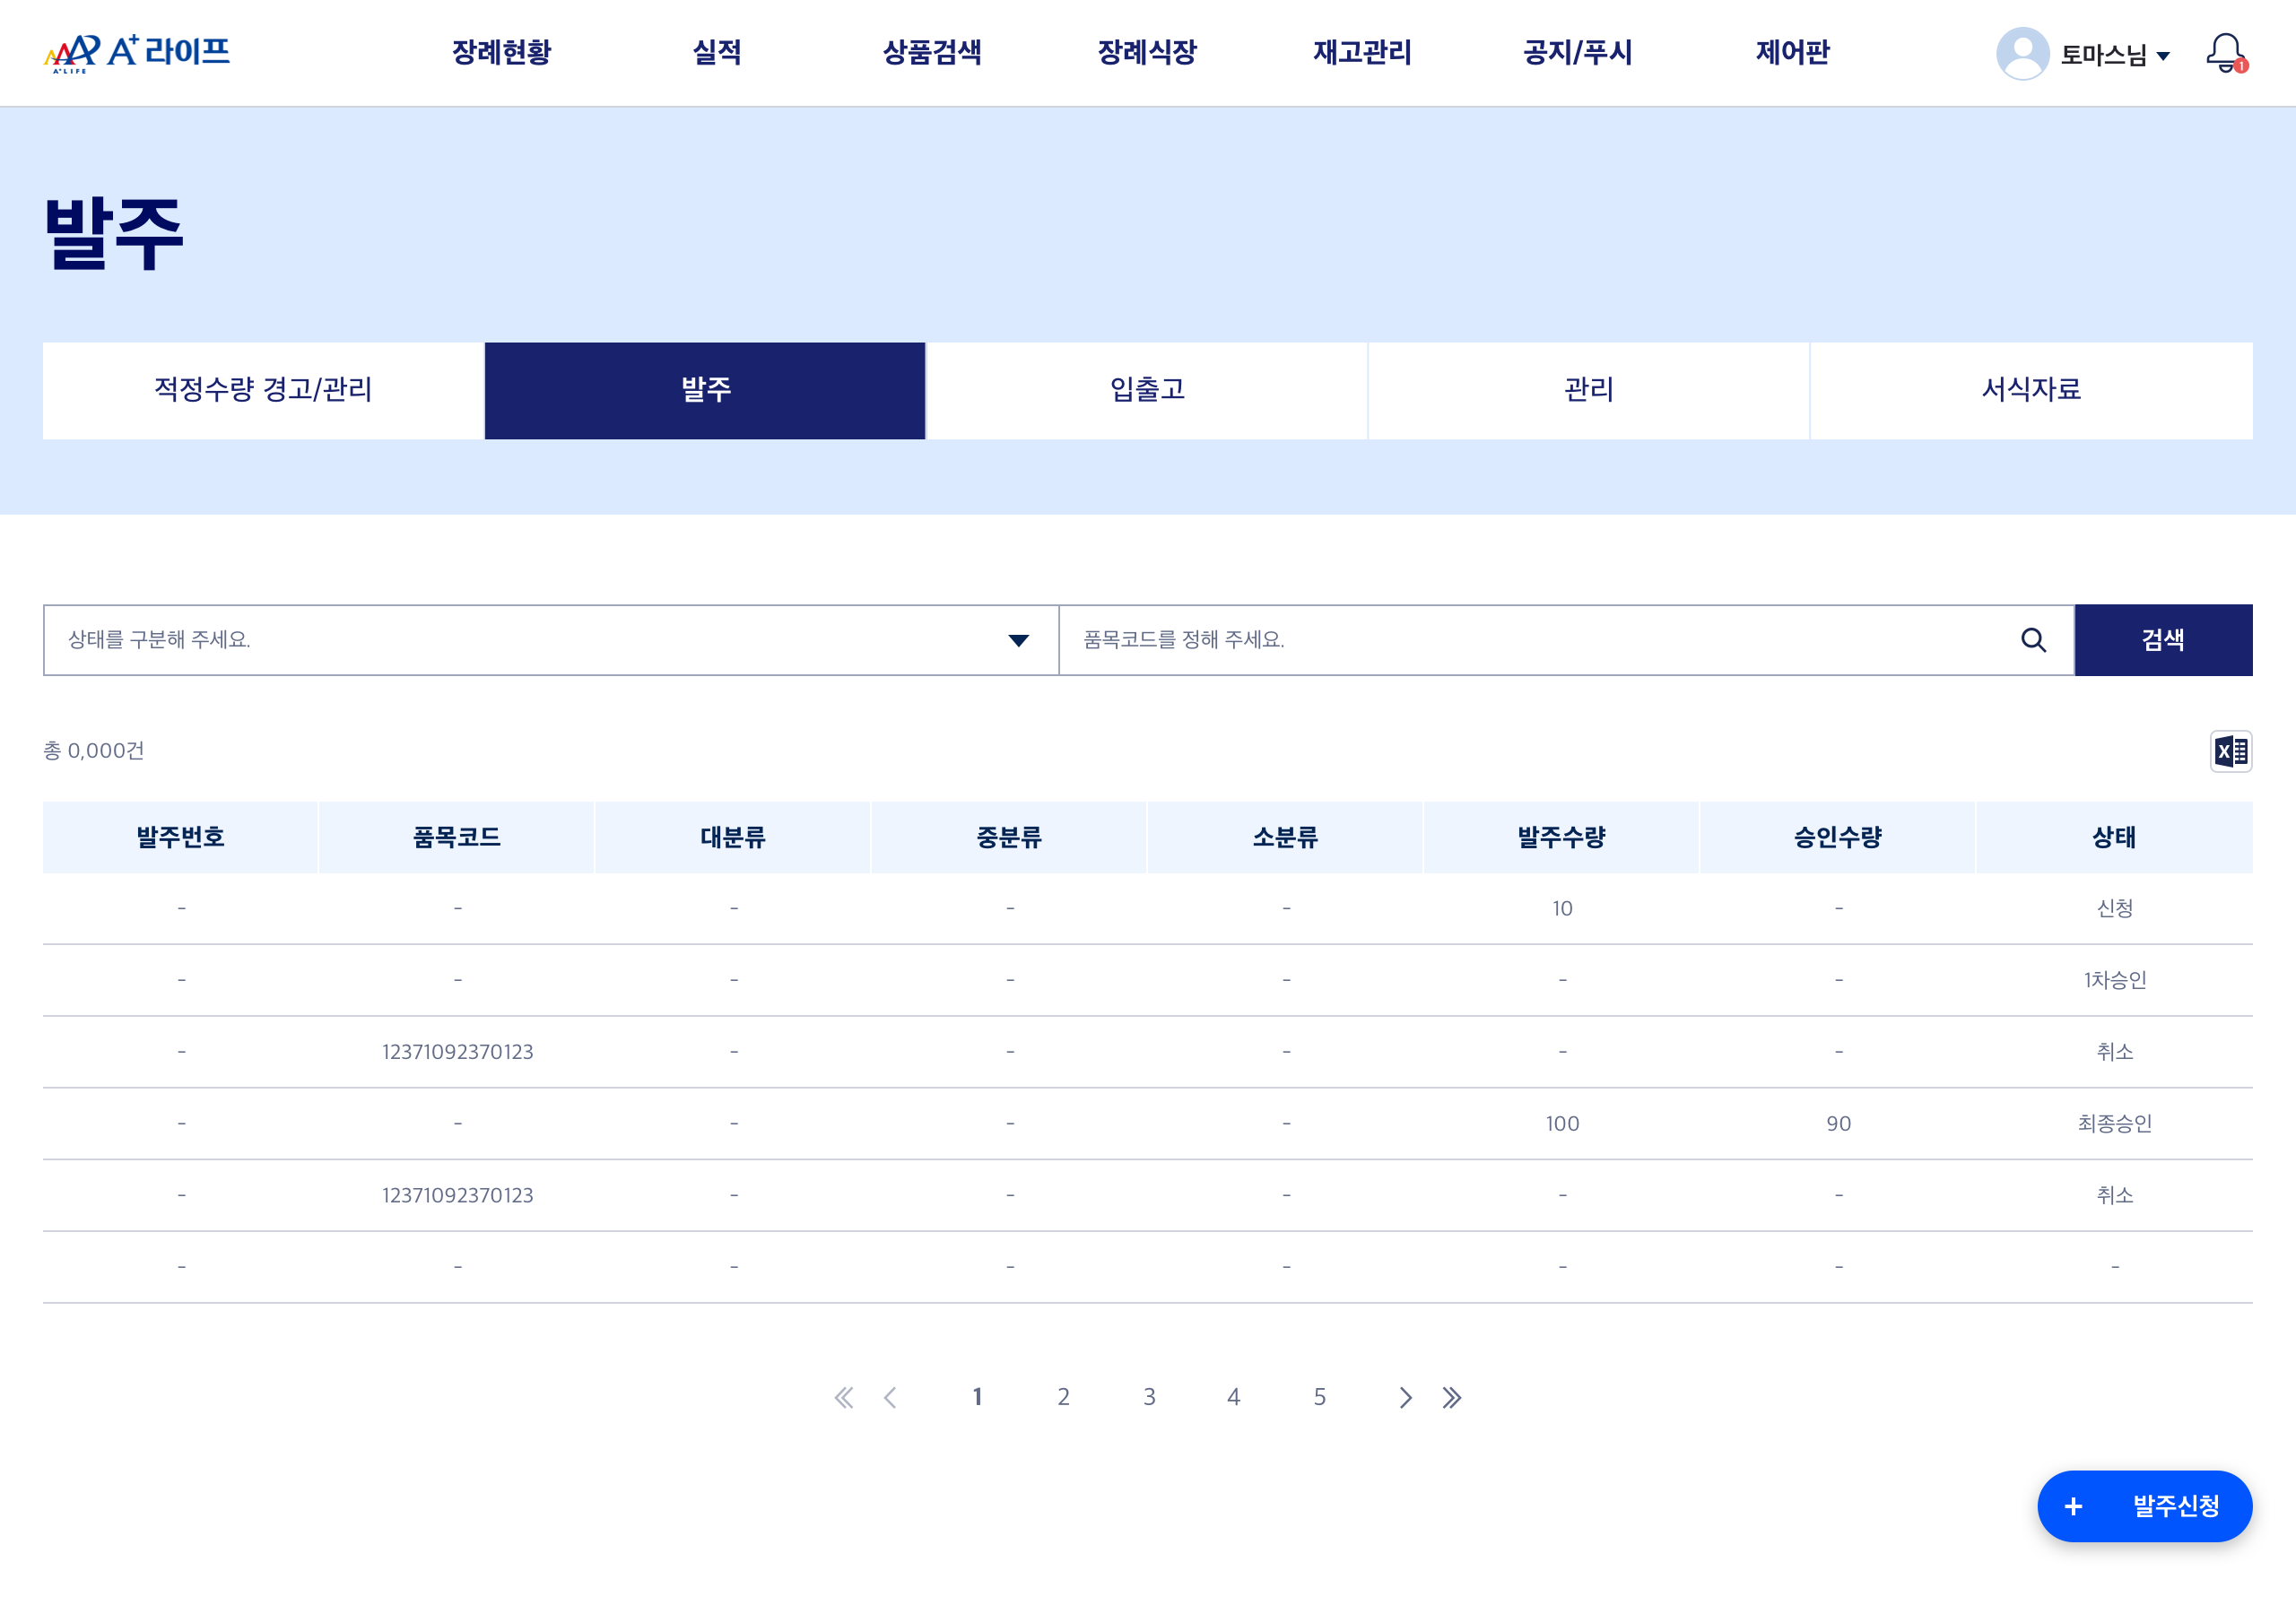 A+ LIFE A+ 라이프
장례현황 실적 상품검색 장례식장 재고관리 공지/푸시 제어판
토마스님 1
발주
적정수량 경고/관리 발주 입출고 관리 서식자료
상태를 구분해 주세요. 품목코드를 정해 주세요. 검색
총 0,000건
발주번호 품목코드 대분류 중분류 소분류 발주수량 승인수량 상태
- - - - - 10 - 신청
- - - - - - - 1차승인
- 12371092370123 - - - - - 취소
- - - - - 100 90 최종승인
- 12371092370123 - - - - - 취소
- - - - - - - -
1 2 3 4 5
+ 발주신청